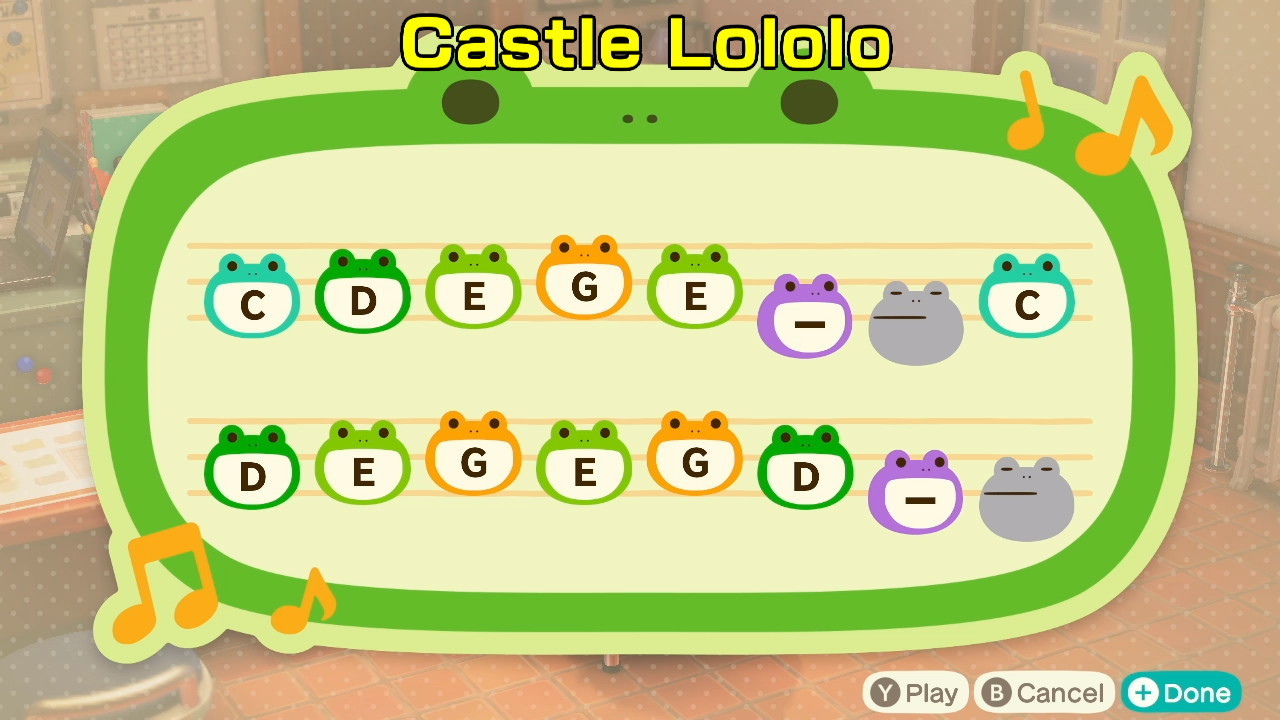 Castle Lololo
C D E G E – C
D E G E G D –
Y Play B Cancel + Done